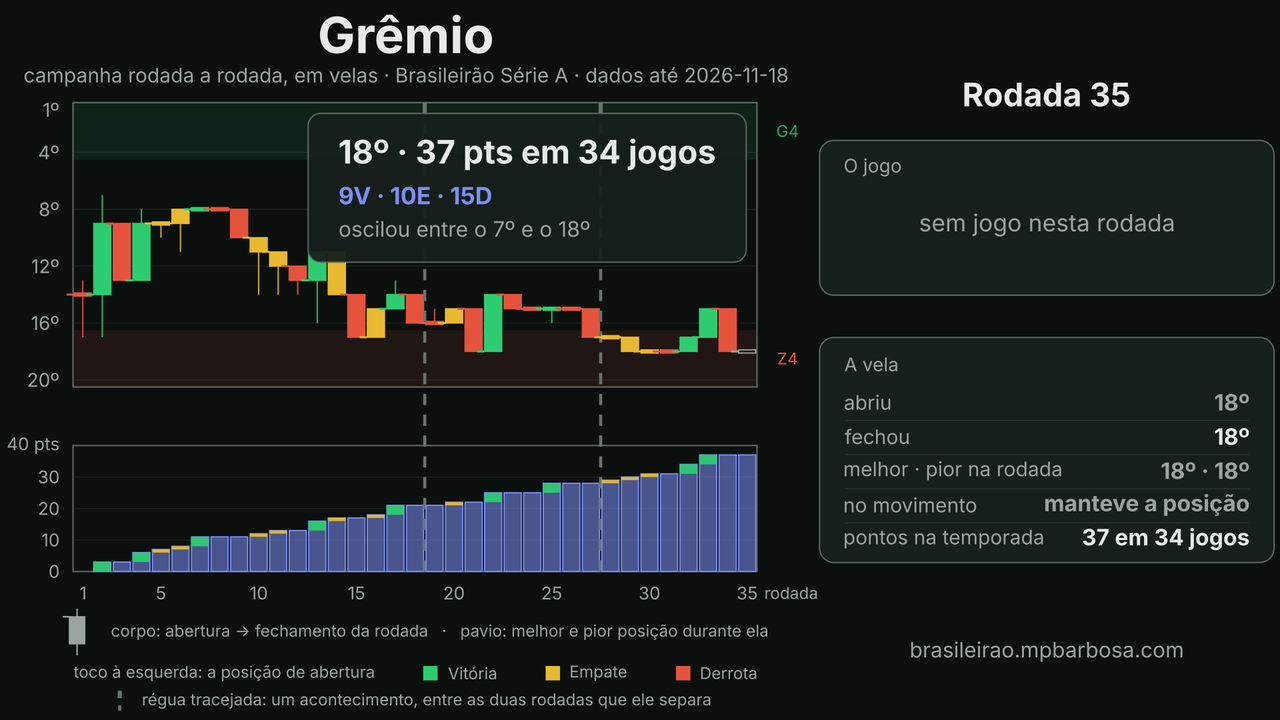 Grêmio
campanha rodada a rodada, em velas · Brasileirão Série A · dados até 2026-11-18
1º
4º
8º
12º
16º
20º
G4
Z4
18º · 37 pts em 34 jogos
9V · 10E · 15D
oscilou entre o 7º e o 18º
40 pts
30
20
10
0
1 5 10 15 20 25 30 35 rodada
corpo: abertura → fechamento da rodada · pavio: melhor e pior posição durante ela
toco à esquerda: a posição de abertura Vitória Empate Derrota
régua tracejada: um acontecimento, entre as duas rodadas que ele separa
Rodada 35
O jogo
sem jogo nesta rodada
A vela
abriu 18º
fechou 18º
melhor · pior na rodada 18º · 18º
no movimento manteve a posição
pontos na temporada 37 em 34 jogos
brasileirao.mpbarbosa.com